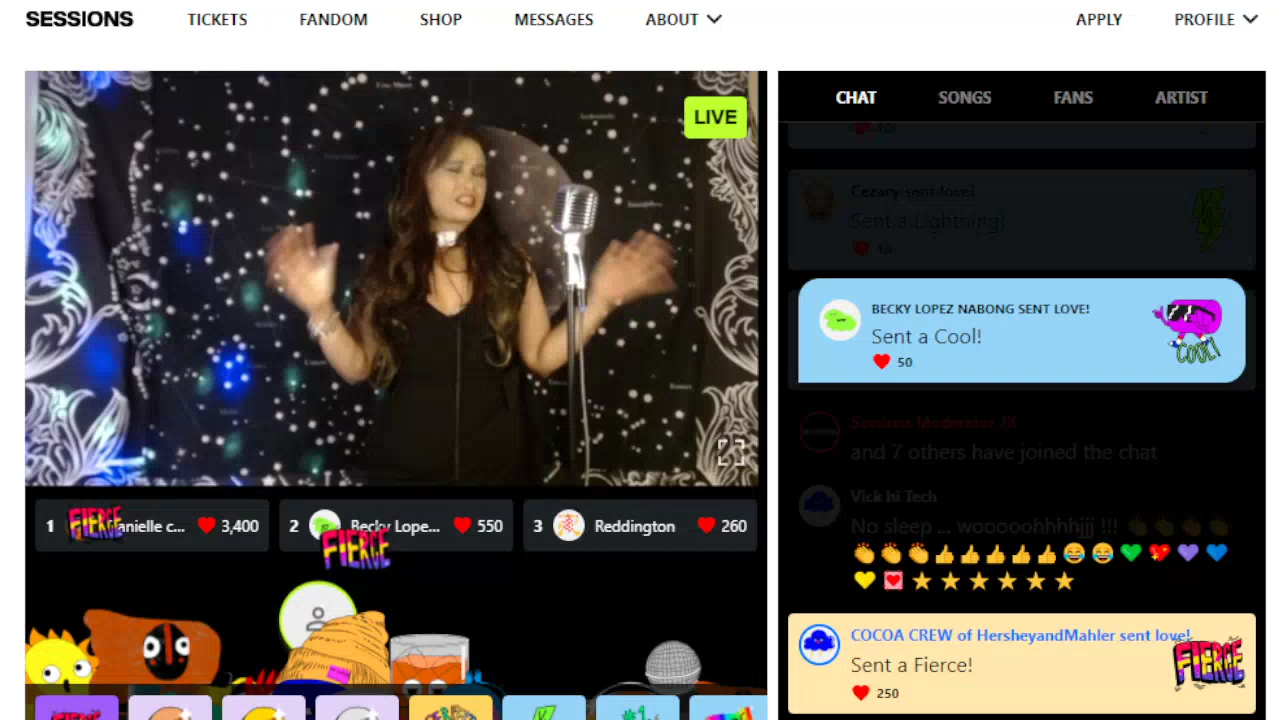 SESSIONS TICKETS FANDOM SHOP MESSAGES ABOUT APPLY PROFILE
LIVE
1 FIERCE anielle c... 3,400
2 Becky Lope... 550
3 Reddington 260
FIERCE
CHAT SONGS FANS ARTIST
Cezary sent love!
Sent a Lightning!
10
BECKY LOPEZ NABONG SENT LOVE!
Sent a Cool!
50
COOL!
Sessions Moderator JK
and 7 others have joined the chat
Vick hi Tech
No sleep ... wooooohhhhjjj !!! 👏👏👏👏
👏👏👏👍👍👍👍👍😂😂💚💖💜💙
💛💟⭐⭐⭐⭐⭐⭐
COCOA CREW of HersheyandMahler sent love!
Sent a Fierce!
250
FIERCE